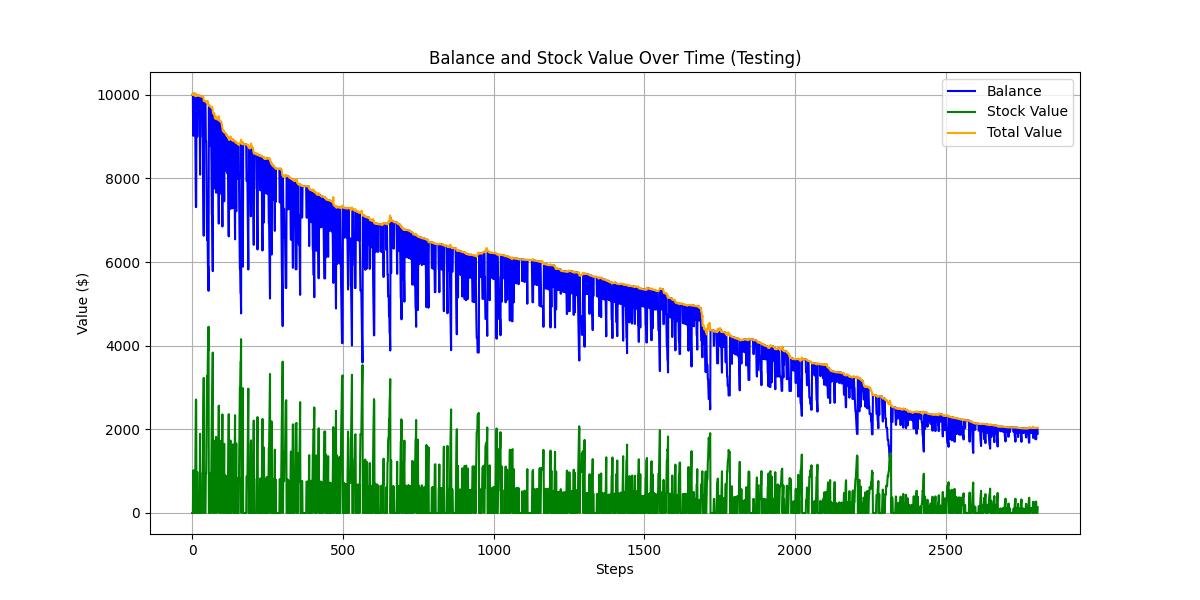 Balance and Stock Value Over Time (Testing)
Balance
Stock Value
Total Value
10000
8000
6000
4000
2000
0
Value ($)
0 500 1000 1500 2000 2500
Steps